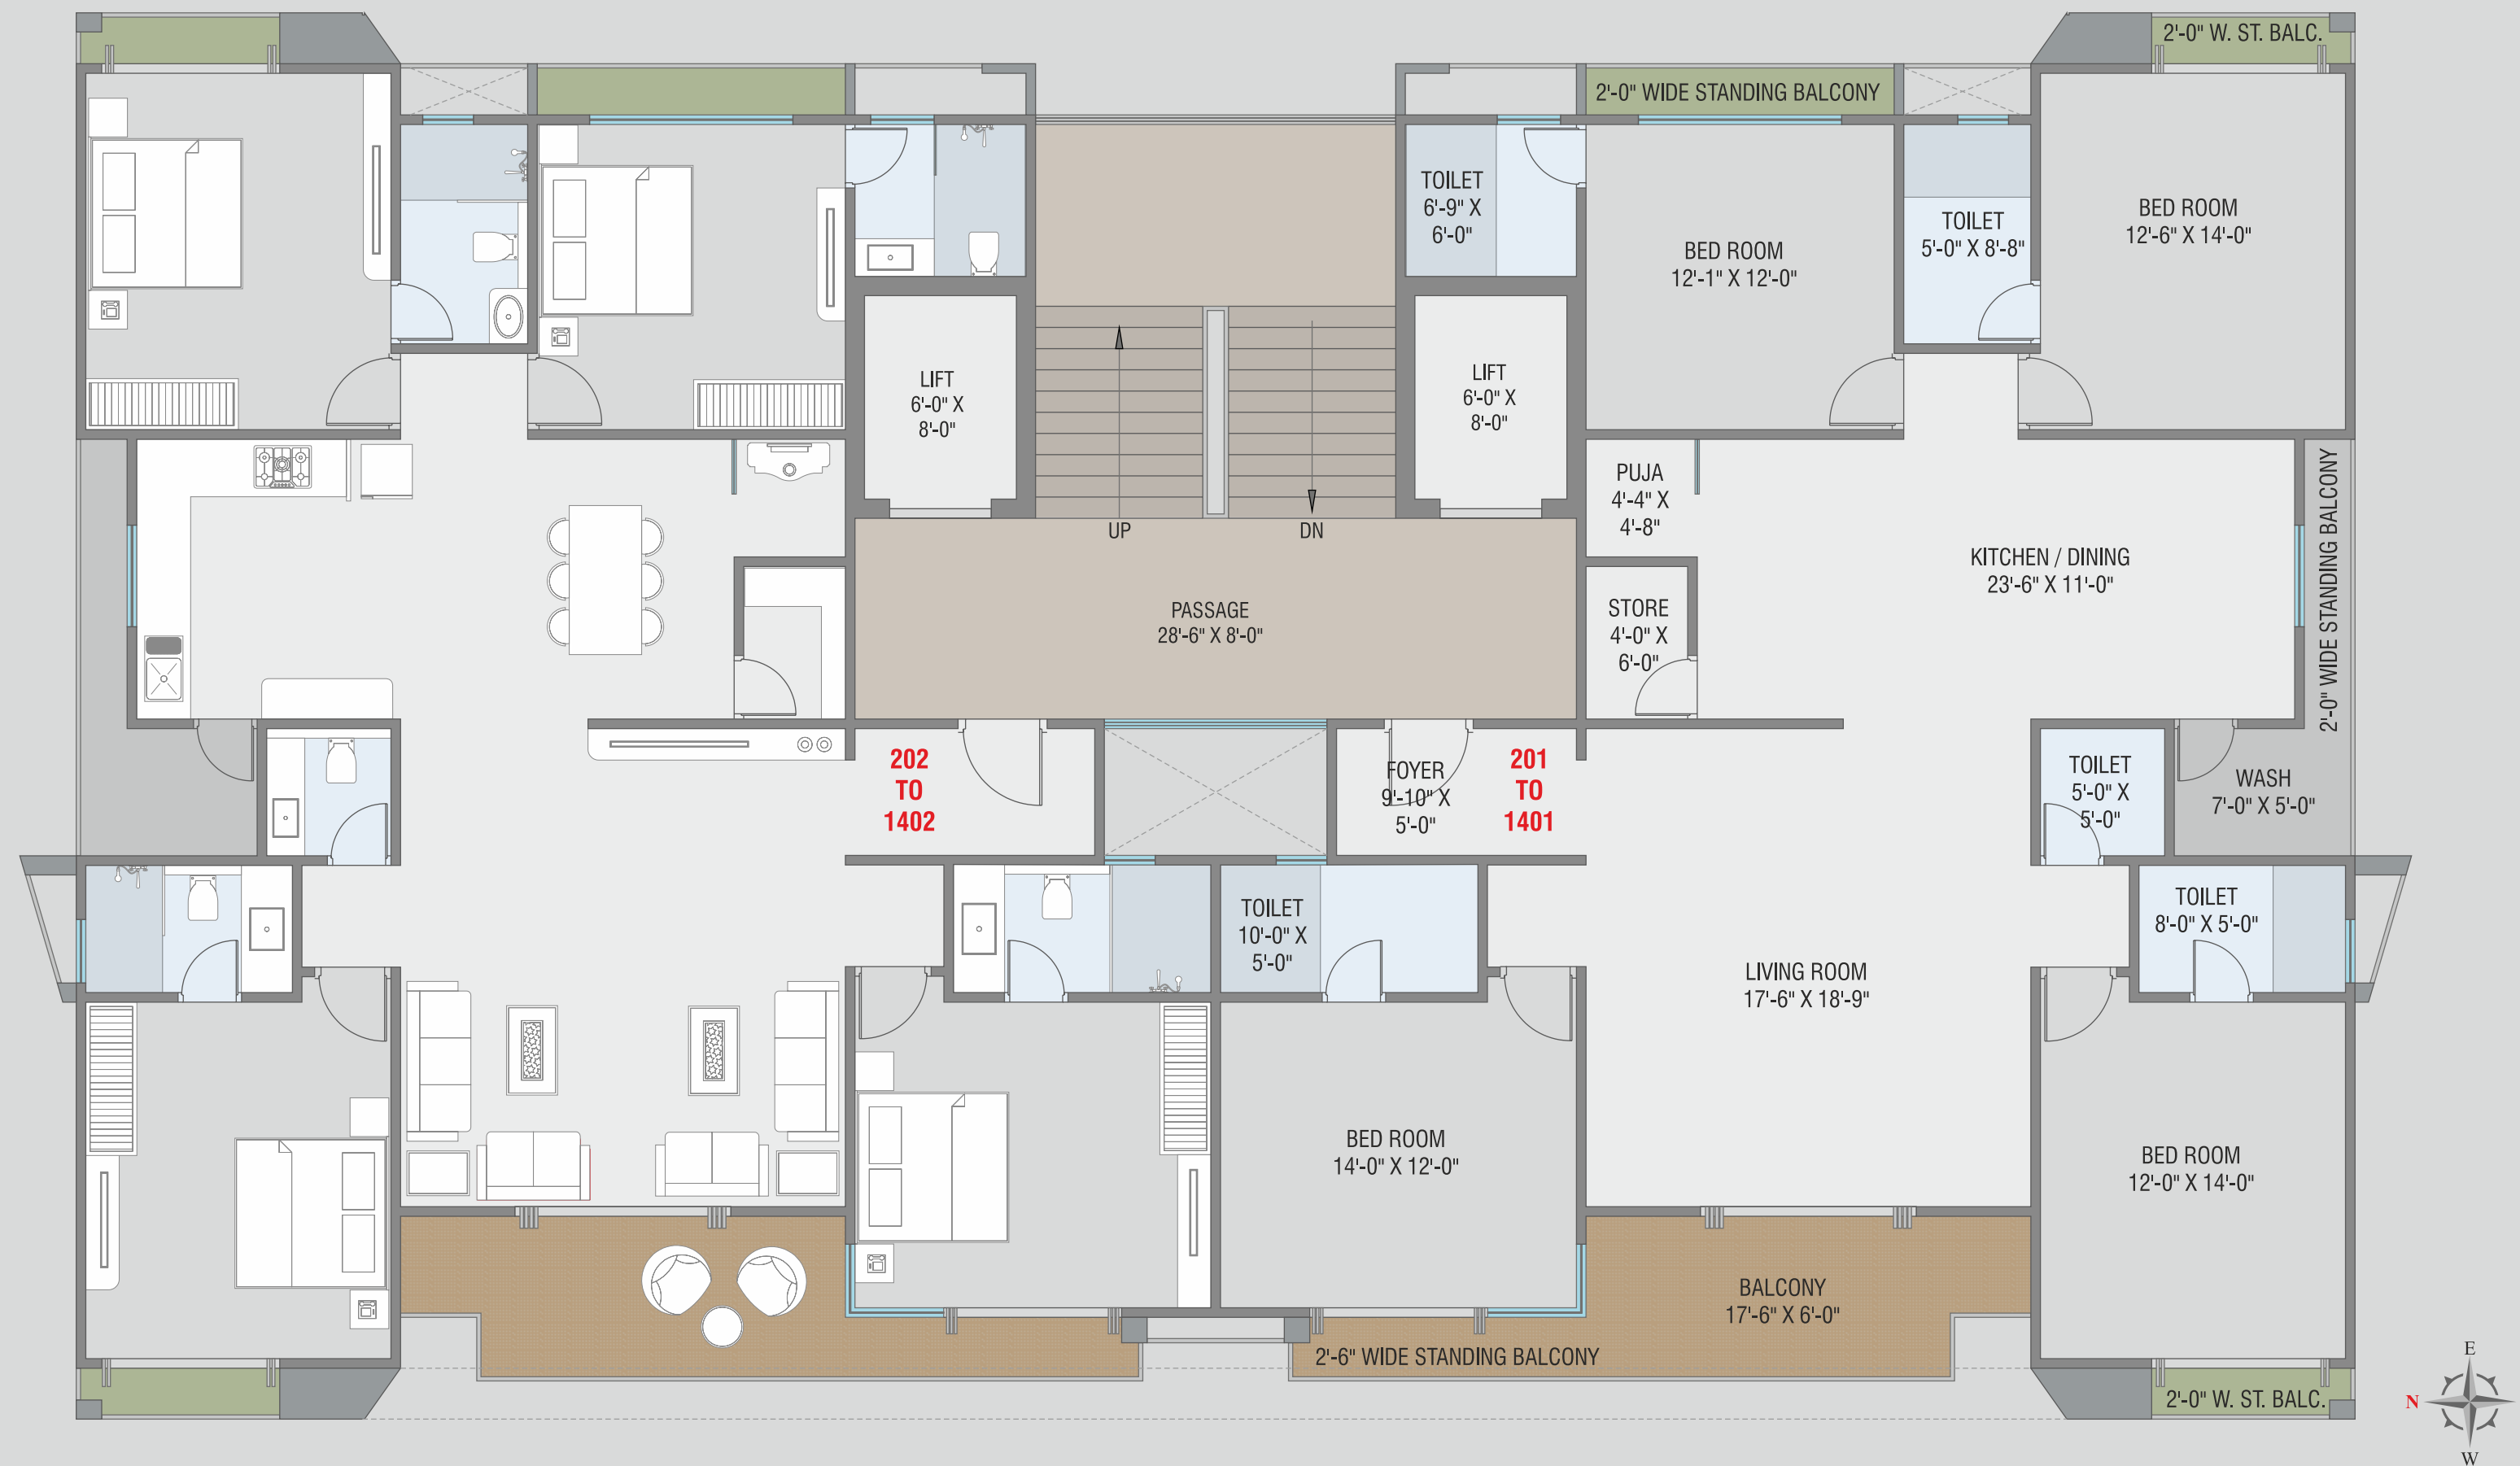 2'-0" W. ST. BALC.
2'-0" WIDE STANDING BALCONY
TOILET
6'-9" X
6'-0"
BED ROOM
12'-1" X 12'-0"
TOILET
5'-0" X 8'-8"
BED ROOM
12'-6" X 14'-0"
LIFT
6'-0" X
8'-0"
LIFT
6'-0" X
8'-0"
UP
DN
PUJA
4'-4" X
4'-8"
KITCHEN / DINING
23'-6" X 11'-0"
2'-0" WIDE STANDING BALCONY
PASSAGE
28'-6" X 8'-0"
STORE
4'-0" X
6'-0"
202
TO
1402
FOYER
9'-10" X
5'-0"
201
TO
1401
TOILET
5'-0" X
5'-0"
WASH
7'-0" X 5'-0"
TOILET
10'-0" X
5'-0"
TOILET
8'-0" X 5'-0"
LIVING ROOM
17'-6" X 18'-9"
BED ROOM
14'-0" X 12'-0"
BED ROOM
12'-0" X 14'-0"
BALCONY
17'-6" X 6'-0"
2'-6" WIDE STANDING BALCONY
2'-0" W. ST. BALC.
E
N
W